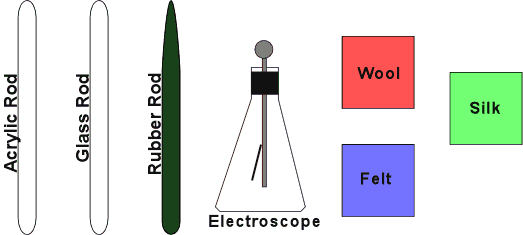 Acrylic Rod
Glass Rod
Rubber Rod
Electroscope
Wool
Felt
Silk